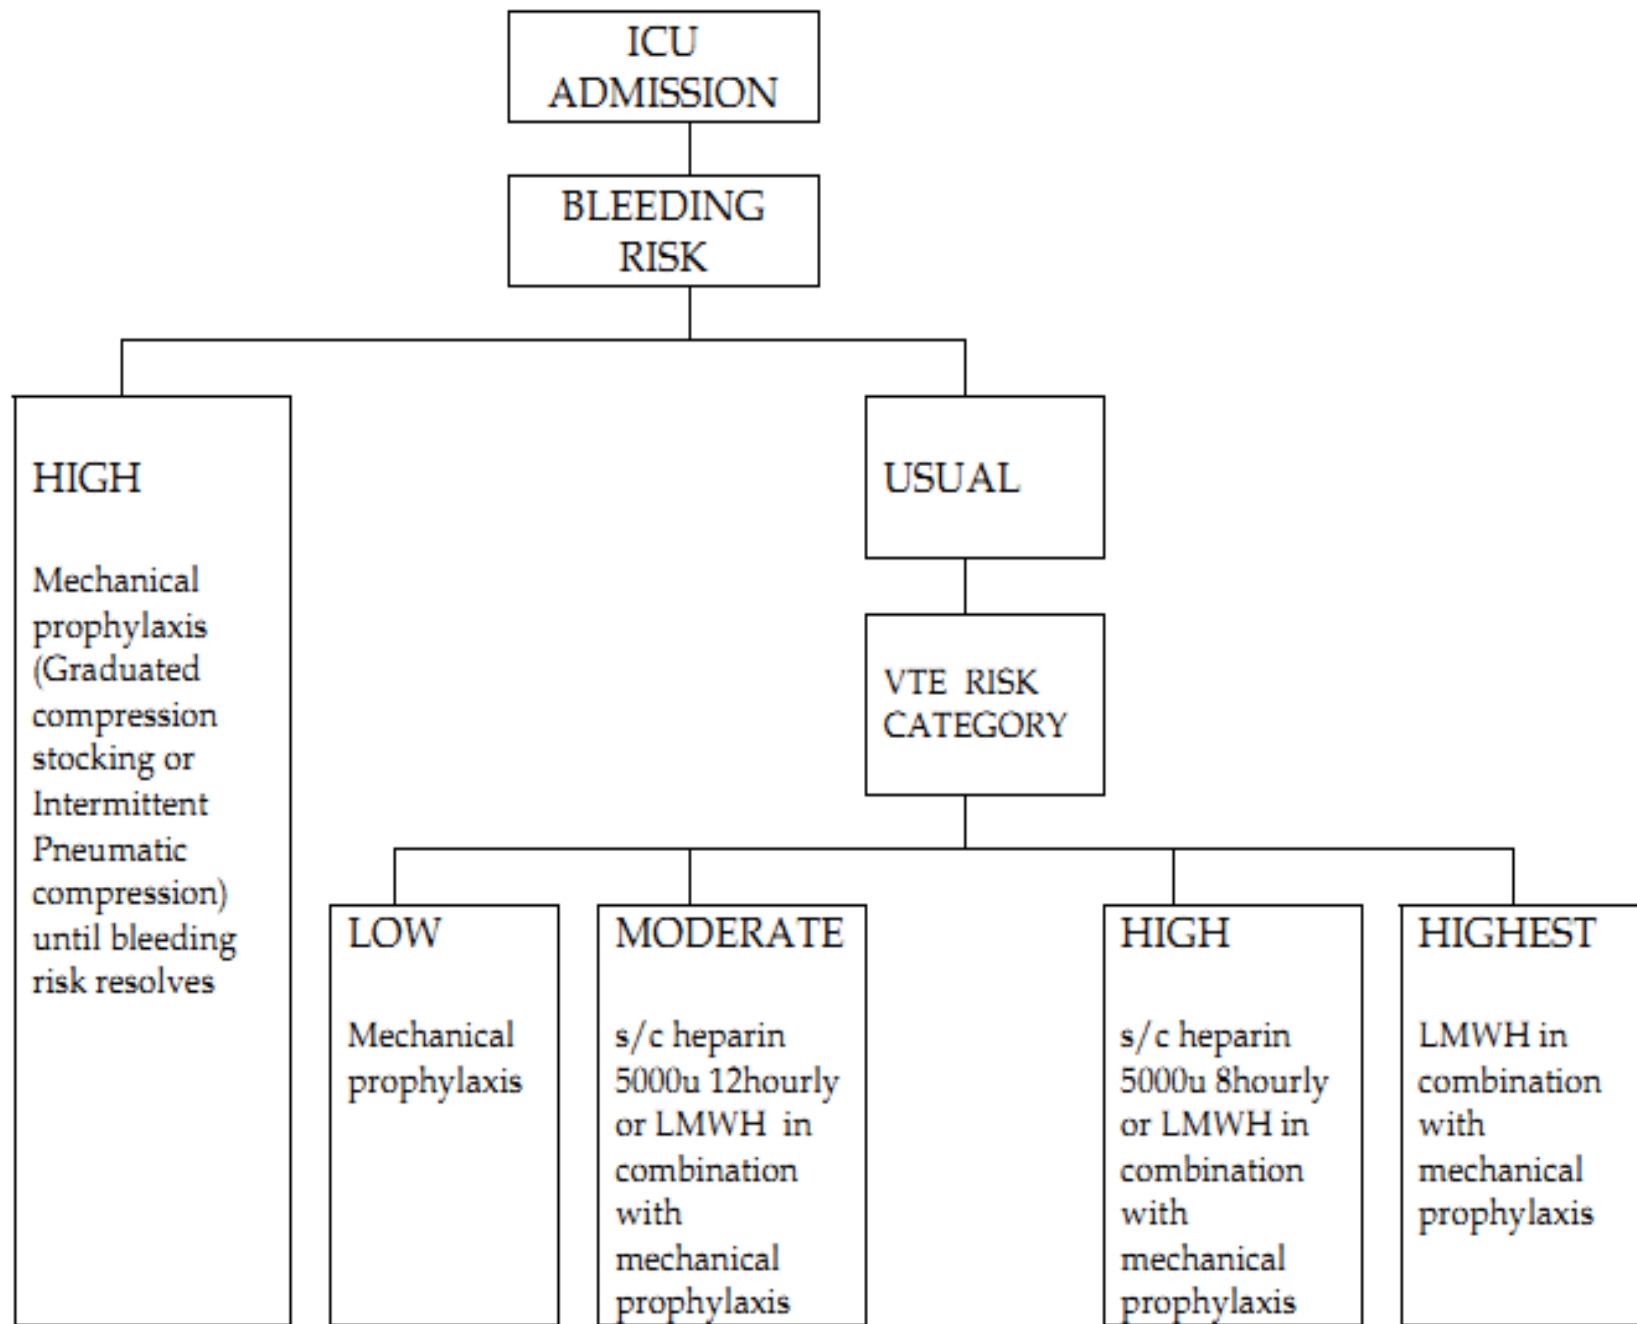 ICU
ADMISSION
BLEEDING
RISK
HIGH
Mechanical
prophylaxis
(Graduated
compression
stocking or
Intermittent
Pneumatic
compression)
until bleeding
risk resolves
USUAL
VTE RISK
CATEGORY
LOW
Mechanical
prophylaxis
MODERATE
s/c heparin
5000u 12hourly
or LMWH in
combination
with
mechanical
prophylaxis
HIGH
s/c heparin
5000u 8hourly
or LMWH in
combination
with
mechanical
prophylaxis
HIGHEST
LMWH in
combination
with
mechanical
prophylaxis